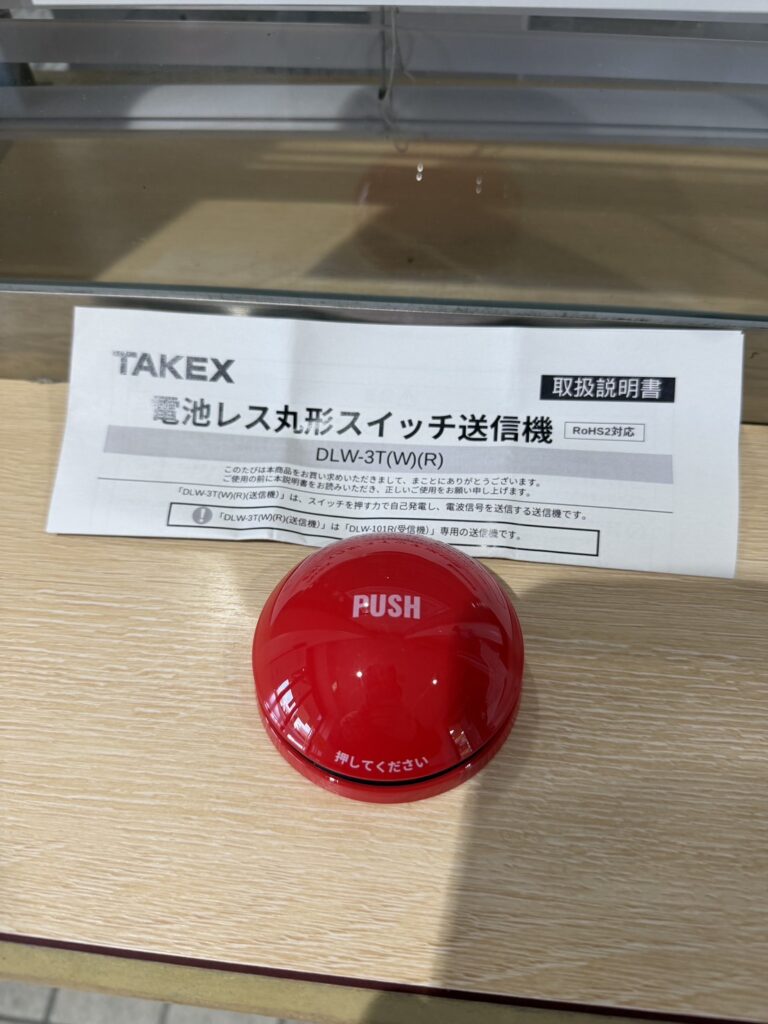 TAKEX
取扱説明書
電池レス丸形スイッチ送信機
RoHS2対応
DLW-3T(W)(R)
このたびは本商品をお買い求めいただきまして、まことにありがとうございます。
ご使用の前に本説明書をお読みいただき、正しいご使用をお願い申し上げます。
「DLW-3T(W)(R)(送信機)」は、スイッチを押す力で自己発電し、電波信号を送信する送信機です。
「DLW-3T(W)(R)(送信機)」は「DLW-101R(受信機)」専用の送信機です。
PUSH
押してください